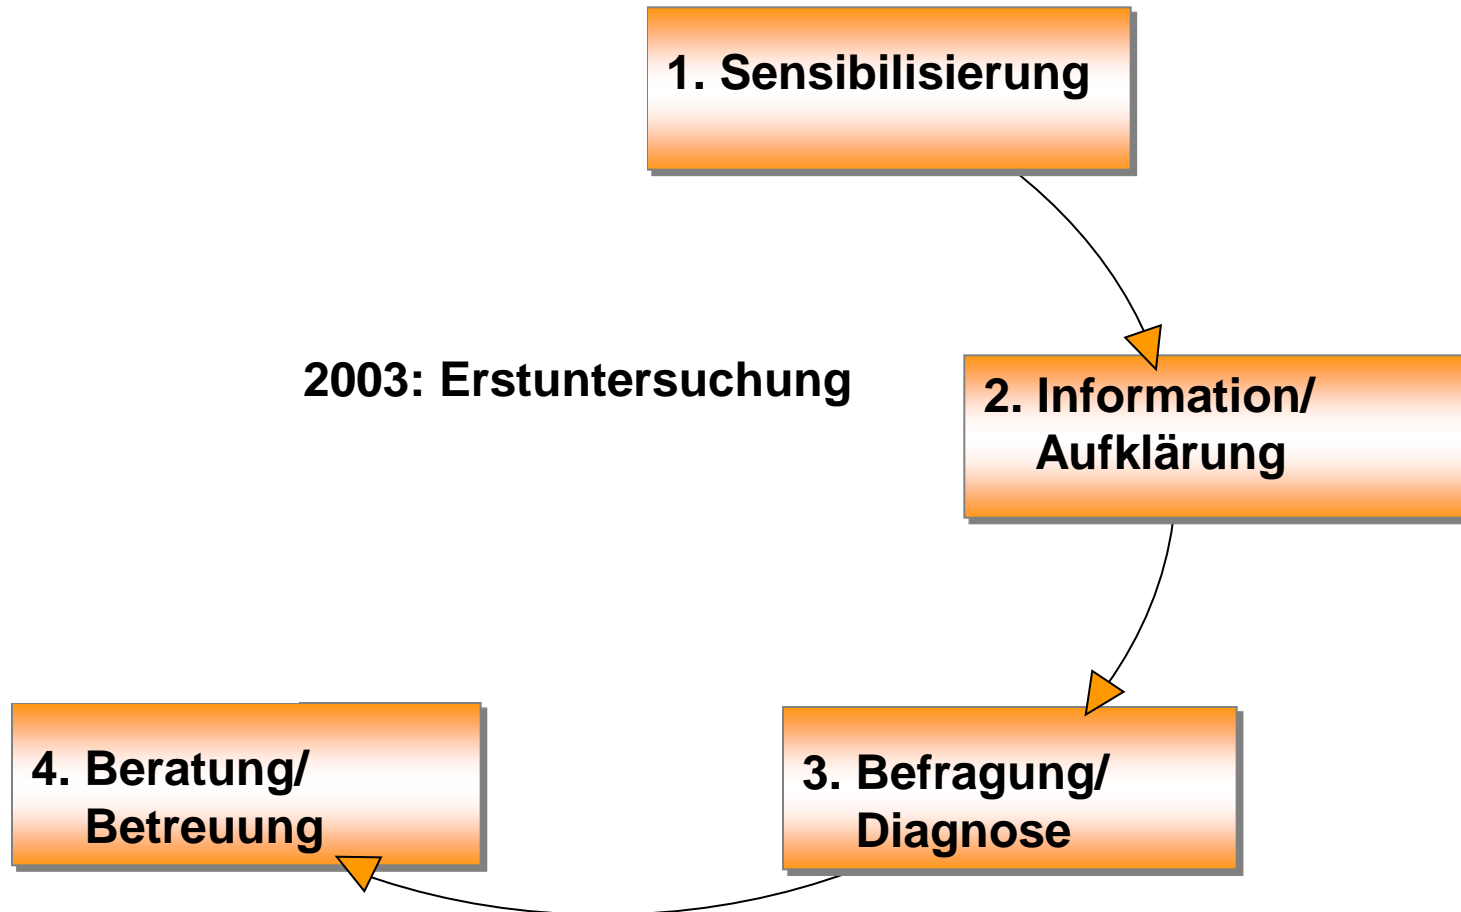 1. Sensibilisierung
2003: Erstuntersuchung
2. Information/
Aufklärung
3. Befragung/
Diagnose
4. Beratung/
Betreuung